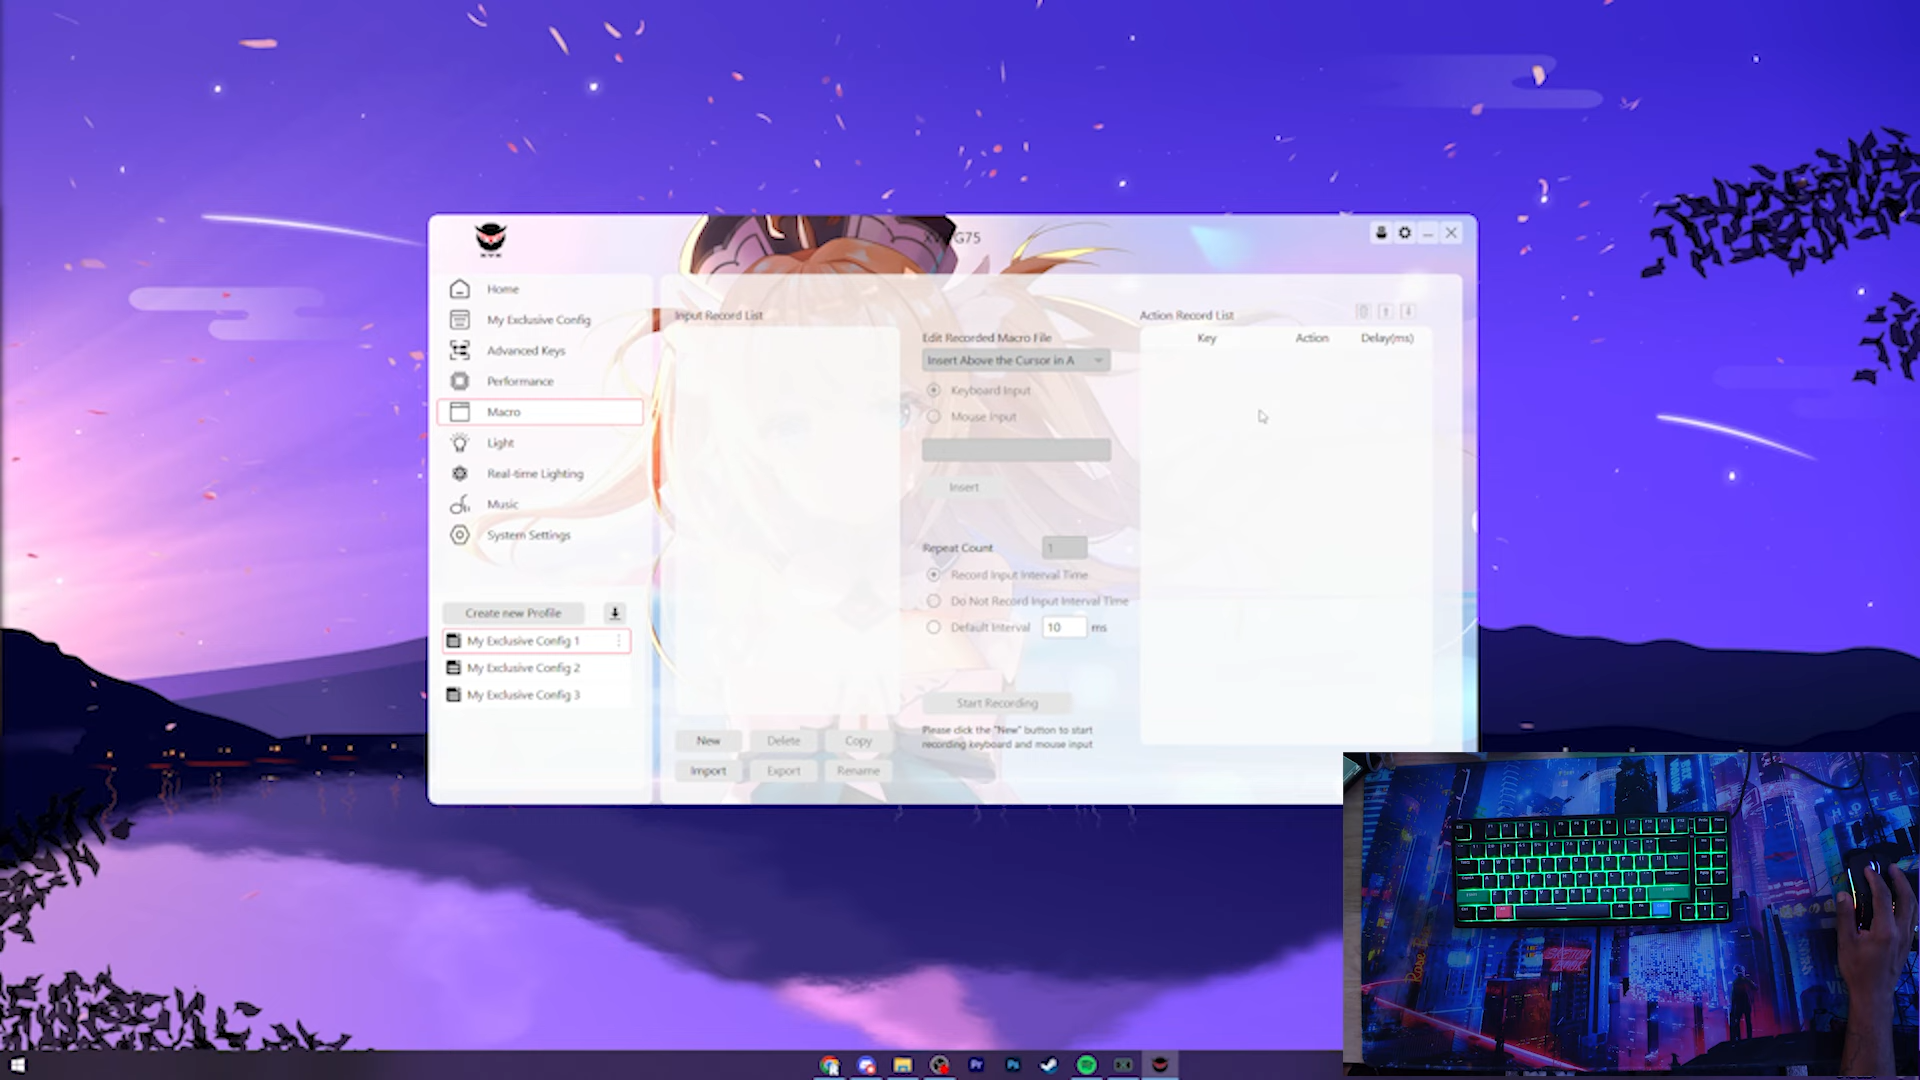 XVX G75
XVX
Home
My Exclusive Config
Advanced Keys
Performance
Macro
Light
Real-time Lighting
Music
System Settings
Create new Profile
My Exclusive Config 1
My Exclusive Config 2
My Exclusive Config 3
Input Record List
New
Delete
Copy
Import
Export
Rename
Edit Recorded Macro File
Insert Above the Cursor in A
Keyboard Input
Mouse Input
Insert
Repeat Count 1
Record Input Interval Time
Do Not Record Input Interval Time
Default Interval 10 ms
Start Recording
Please click the "New" button to start
recording keyboard and mouse input
Action Record List
Key Action Delay(ms)
Pr
Ps